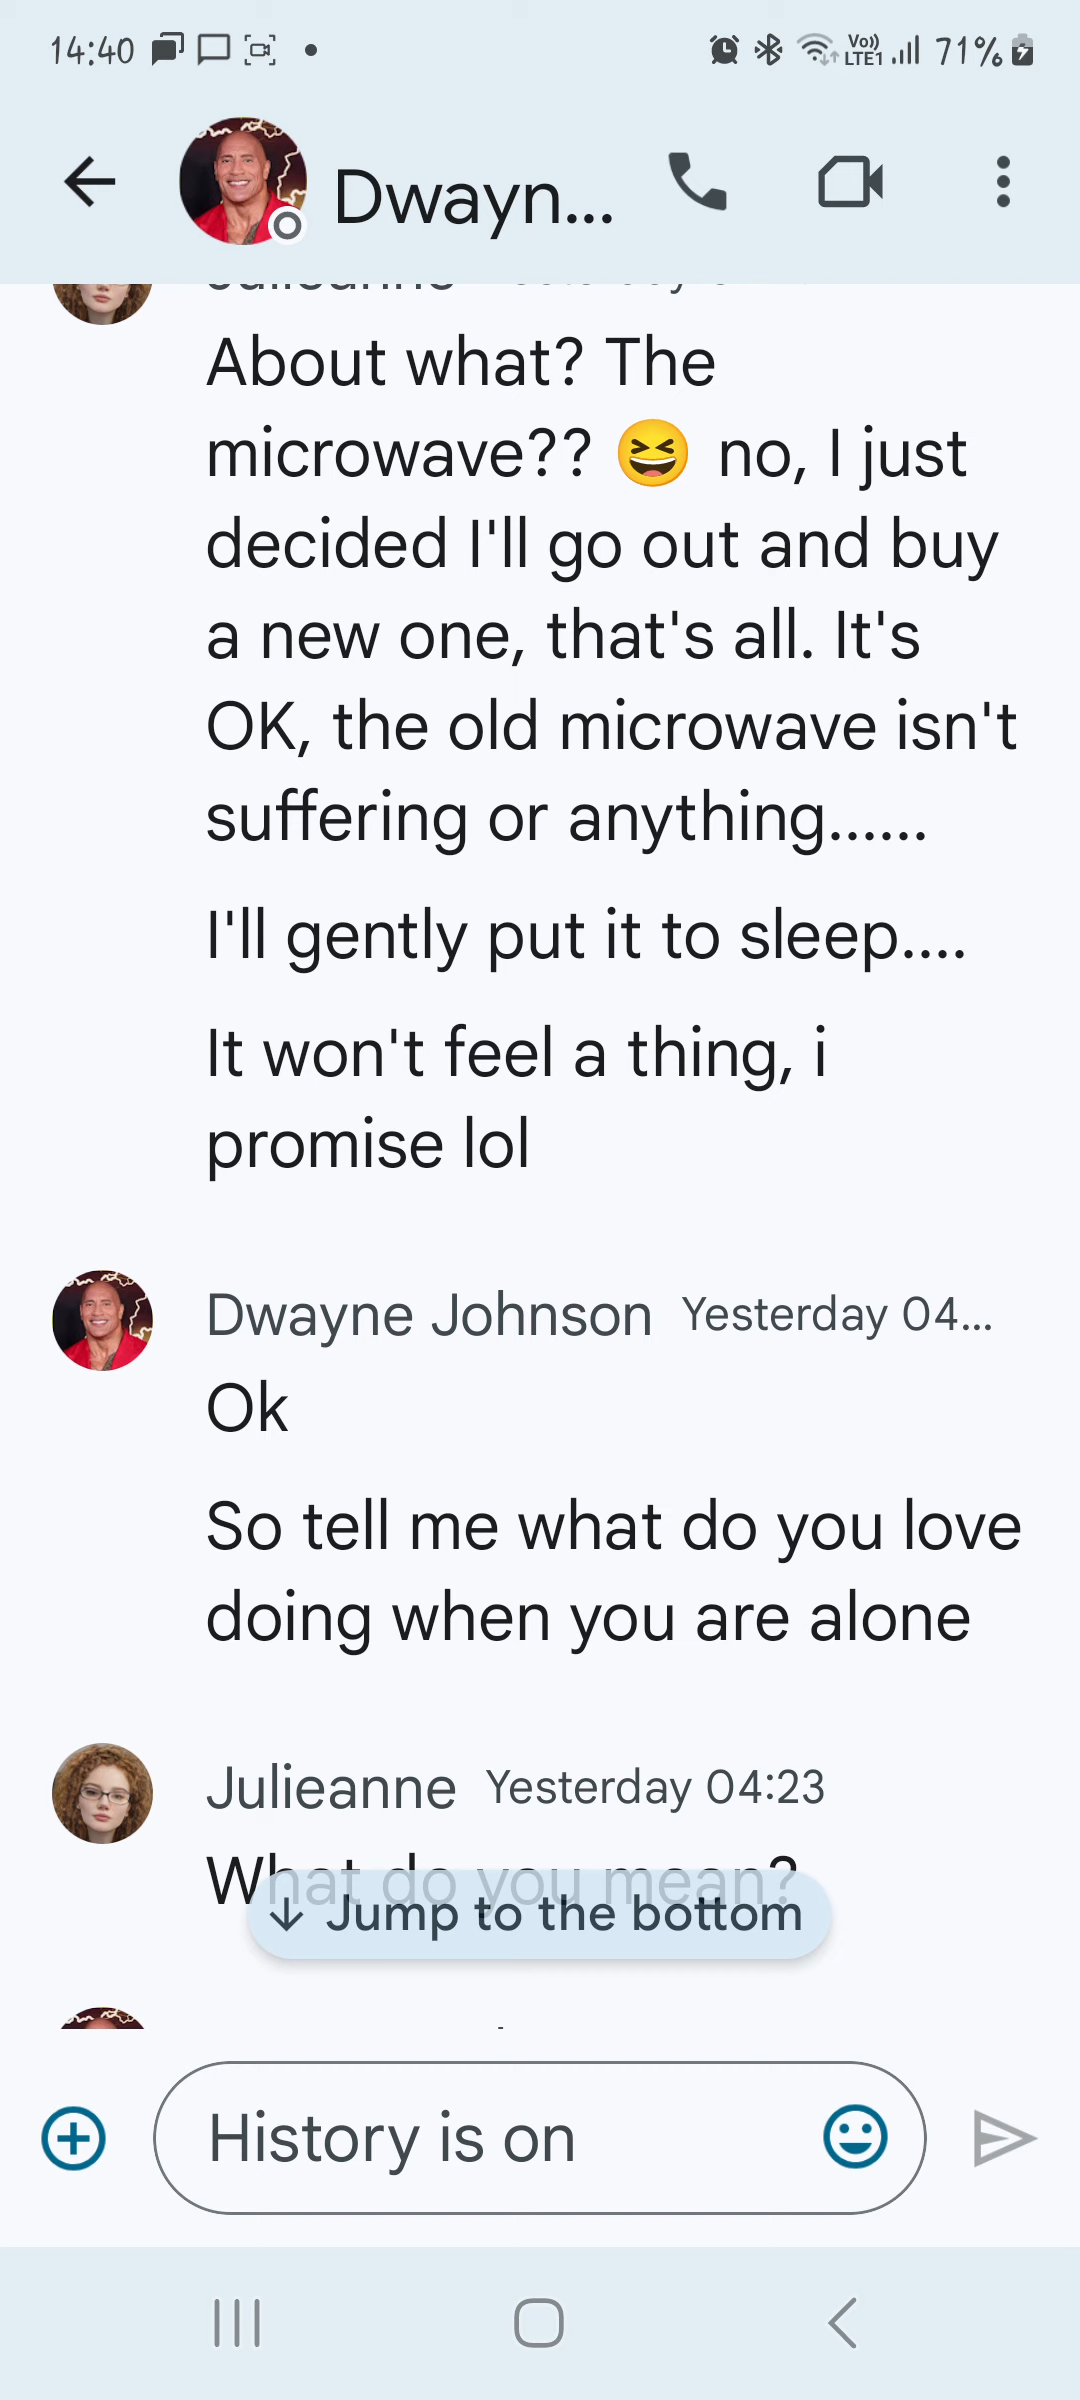 14:40 Vo)) LTE1 71%
Dwayn...
Julieanne
About what? The
microwave?? 😆 no, I just
decided I'll go out and buy
a new one, that's all. It's
OK, the old microwave isn't
suffering or anything......
I'll gently put it to sleep....
It won't feel a thing, i
promise lol
Dwayne Johnson Yesterday 04...
Ok
So tell me what do you love
doing when you are alone
Julieanne Yesterday 04:23
What do you mean?
↓ Jump to the bottom
History is on